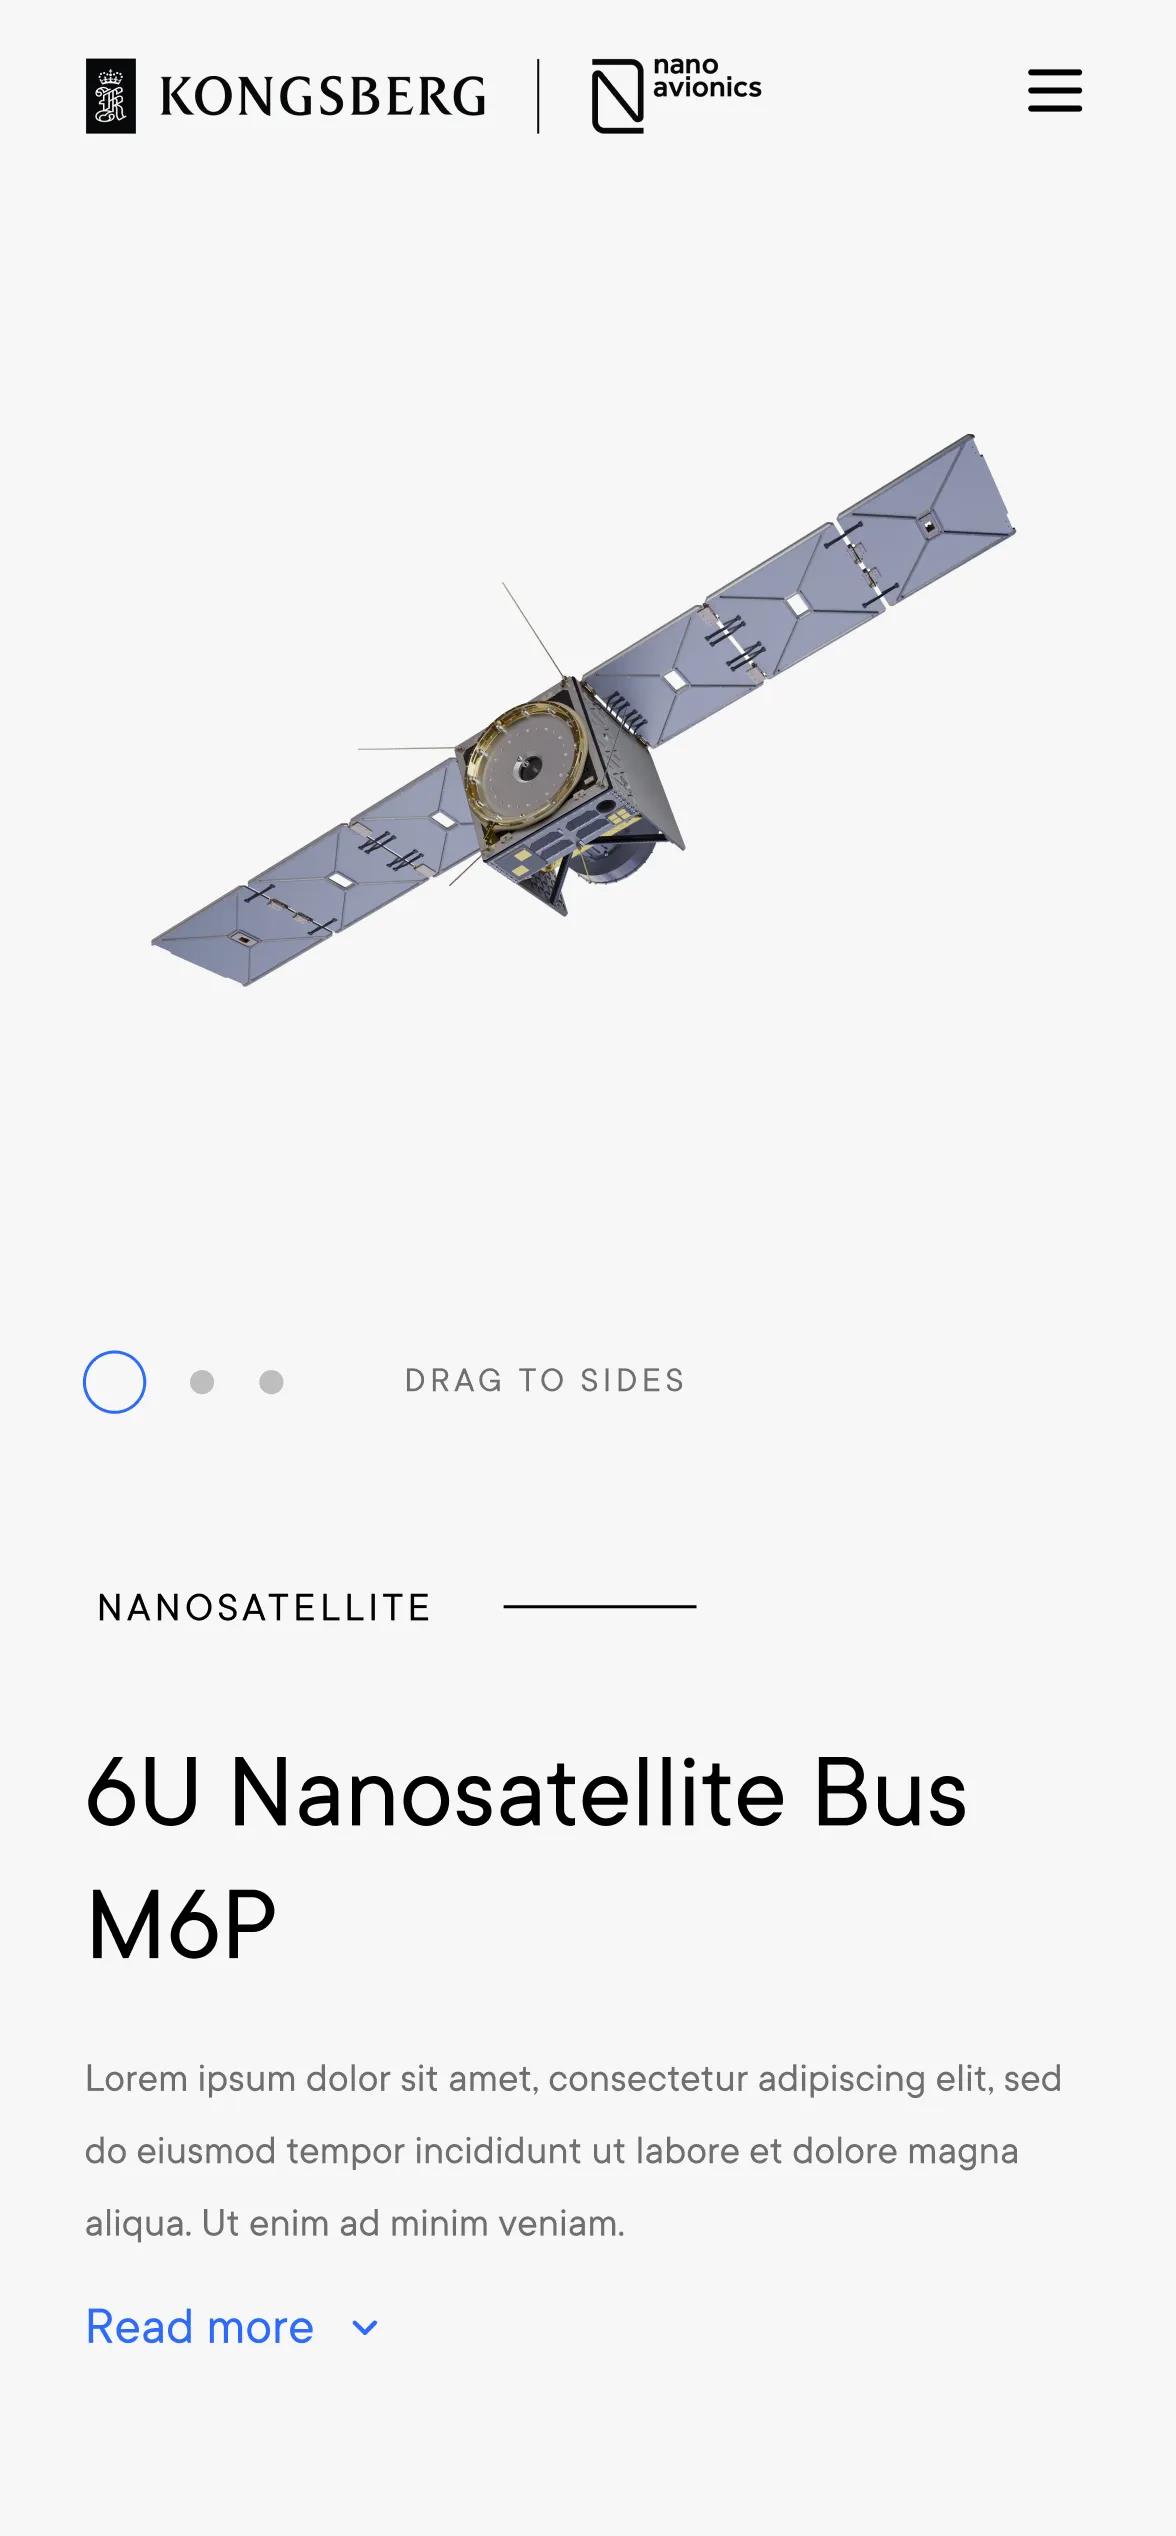 KONGSBERG
nano
avionics
DRAG TO SIDES
NANOSATELLITE
6U Nanosatellite Bus
M6P
Lorem ipsum dolor sit amet, consectetur adipiscing elit, sed
do eiusmod tempor incididunt ut labore et dolore magna
aliqua. Ut enim ad minim veniam.
Read more